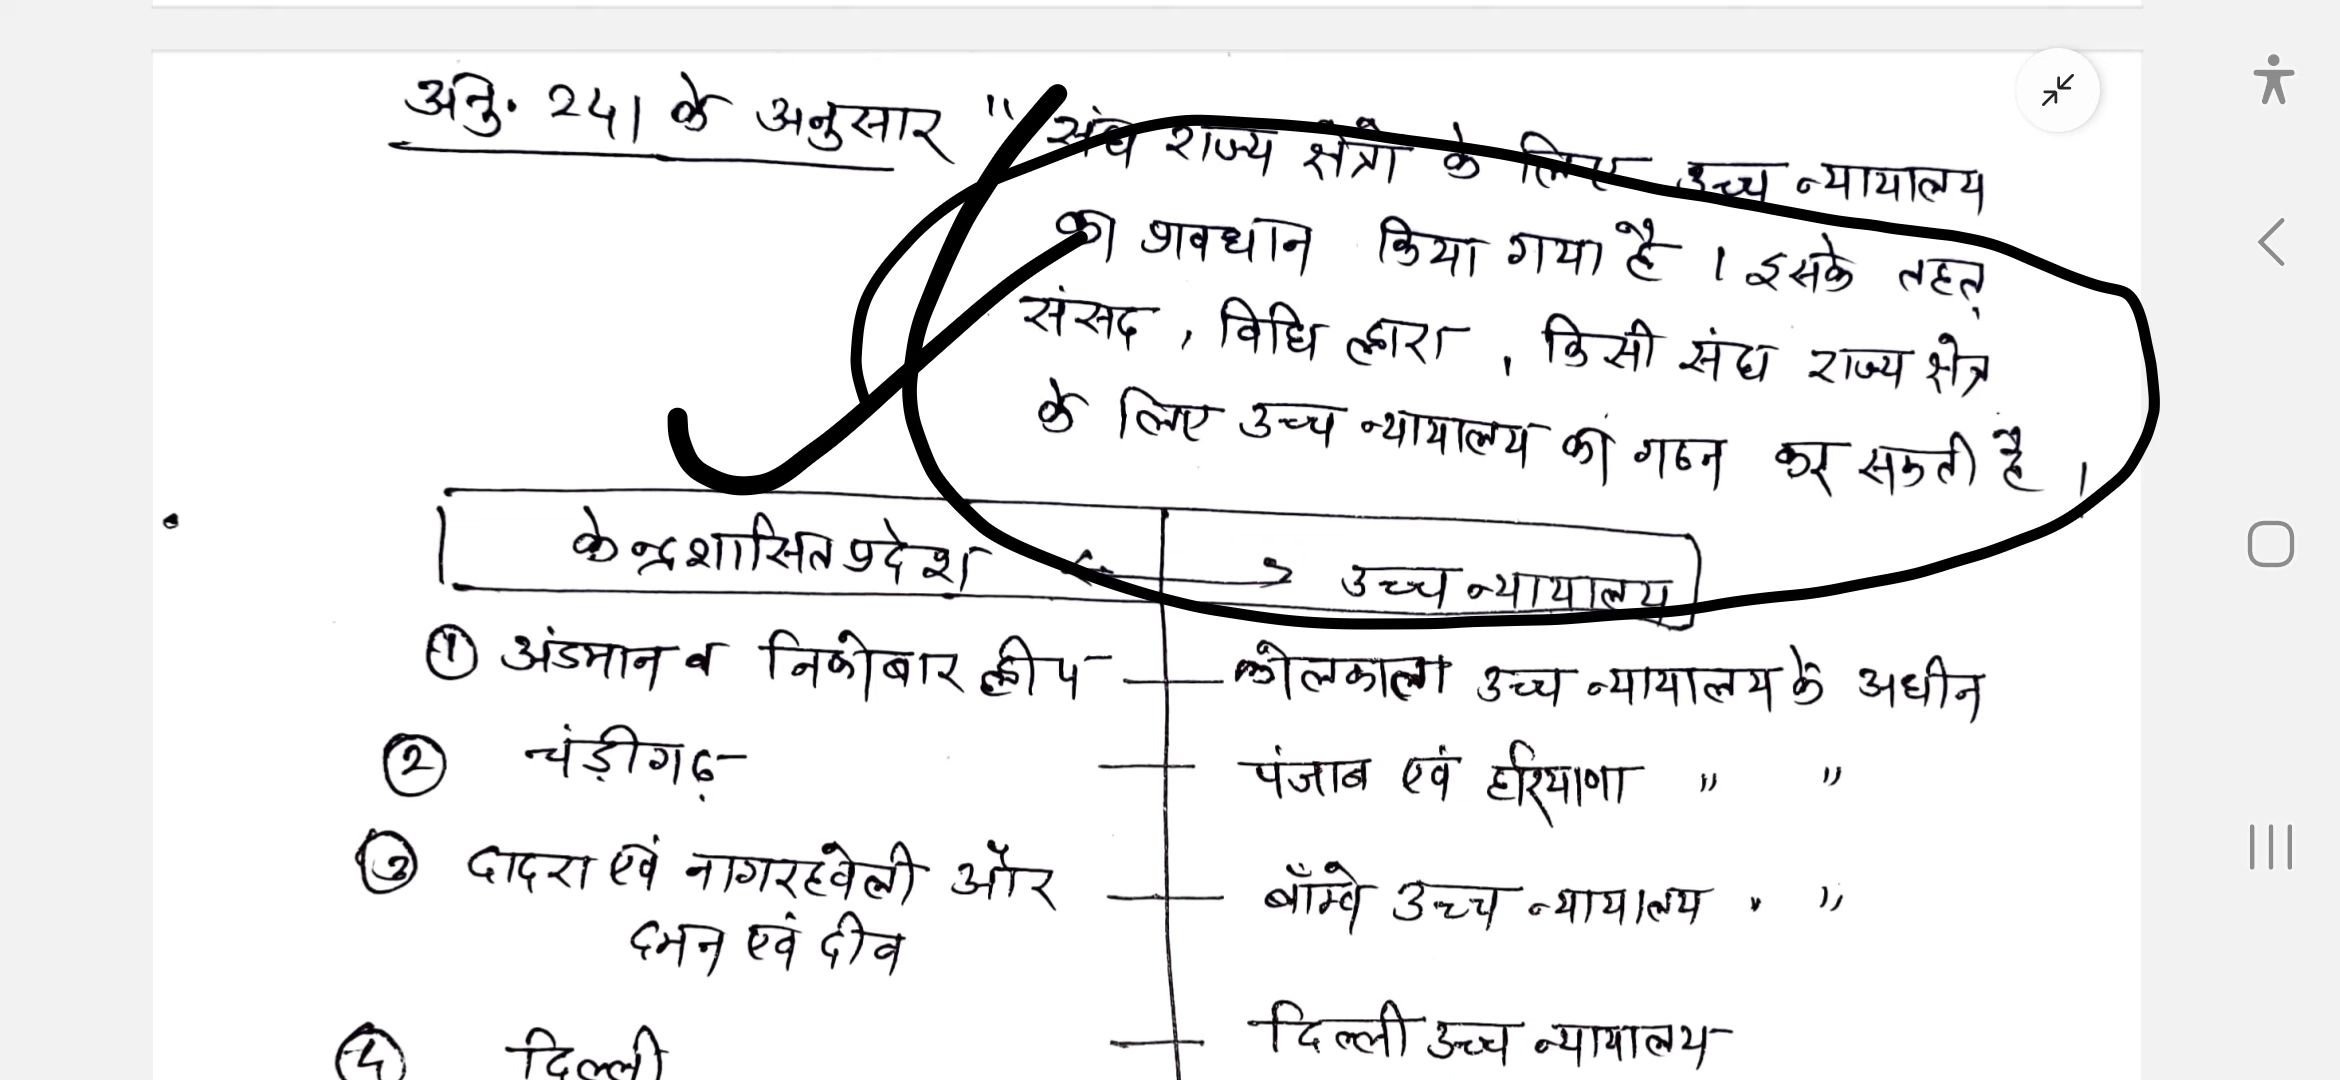 अनु. 241 के अनुसार " संघ राज्य क्षेत्रों के लिए उच्च न्यायालय
का प्रावधान किया गया है । इसके तहत्
संसद , विधि द्वारा , किसी संघ राज्य क्षेत्र
के लिए उच्च न्यायालय का गठन कर सकती है ।
केन्द्रशासित प्रदेश ← → उच्च न्यायालय
① अंडमान व निकोबार द्वीप — कोलकाता उच्च न्यायालय के अधीन
② चंड़ीगढ़ — पंजाब एवं हरियाणा " "
③ दादरा एवं नागरहवेली और — बॉम्बे उच्च न्यायालय " "
दमन एवं दीव
④ दिल्ली — दिल्ली उच्च न्यायालय